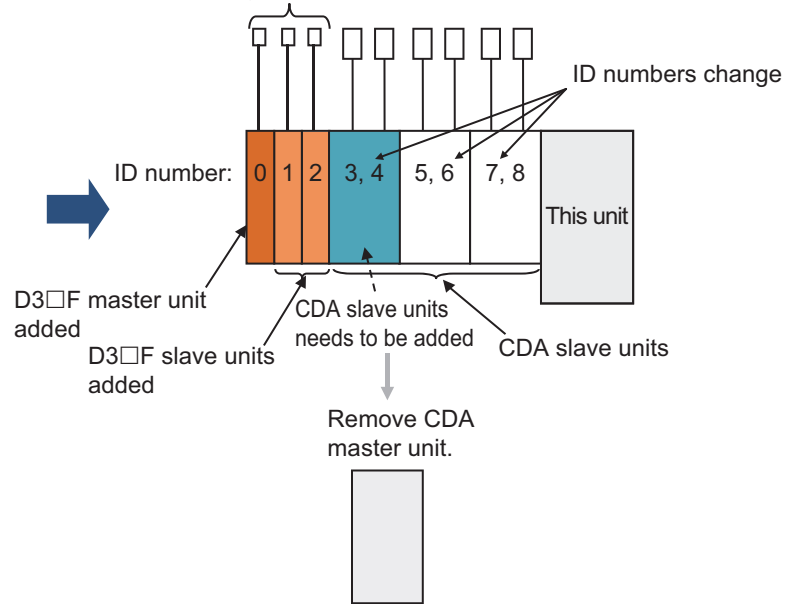 ID numbers change
ID number: 0 1 2 3, 4 5, 6 7, 8
This unit
D3□F master unit
added
D3□F slave units
added
CDA slave units
needs to be added
CDA slave units
Remove CDA
master unit.